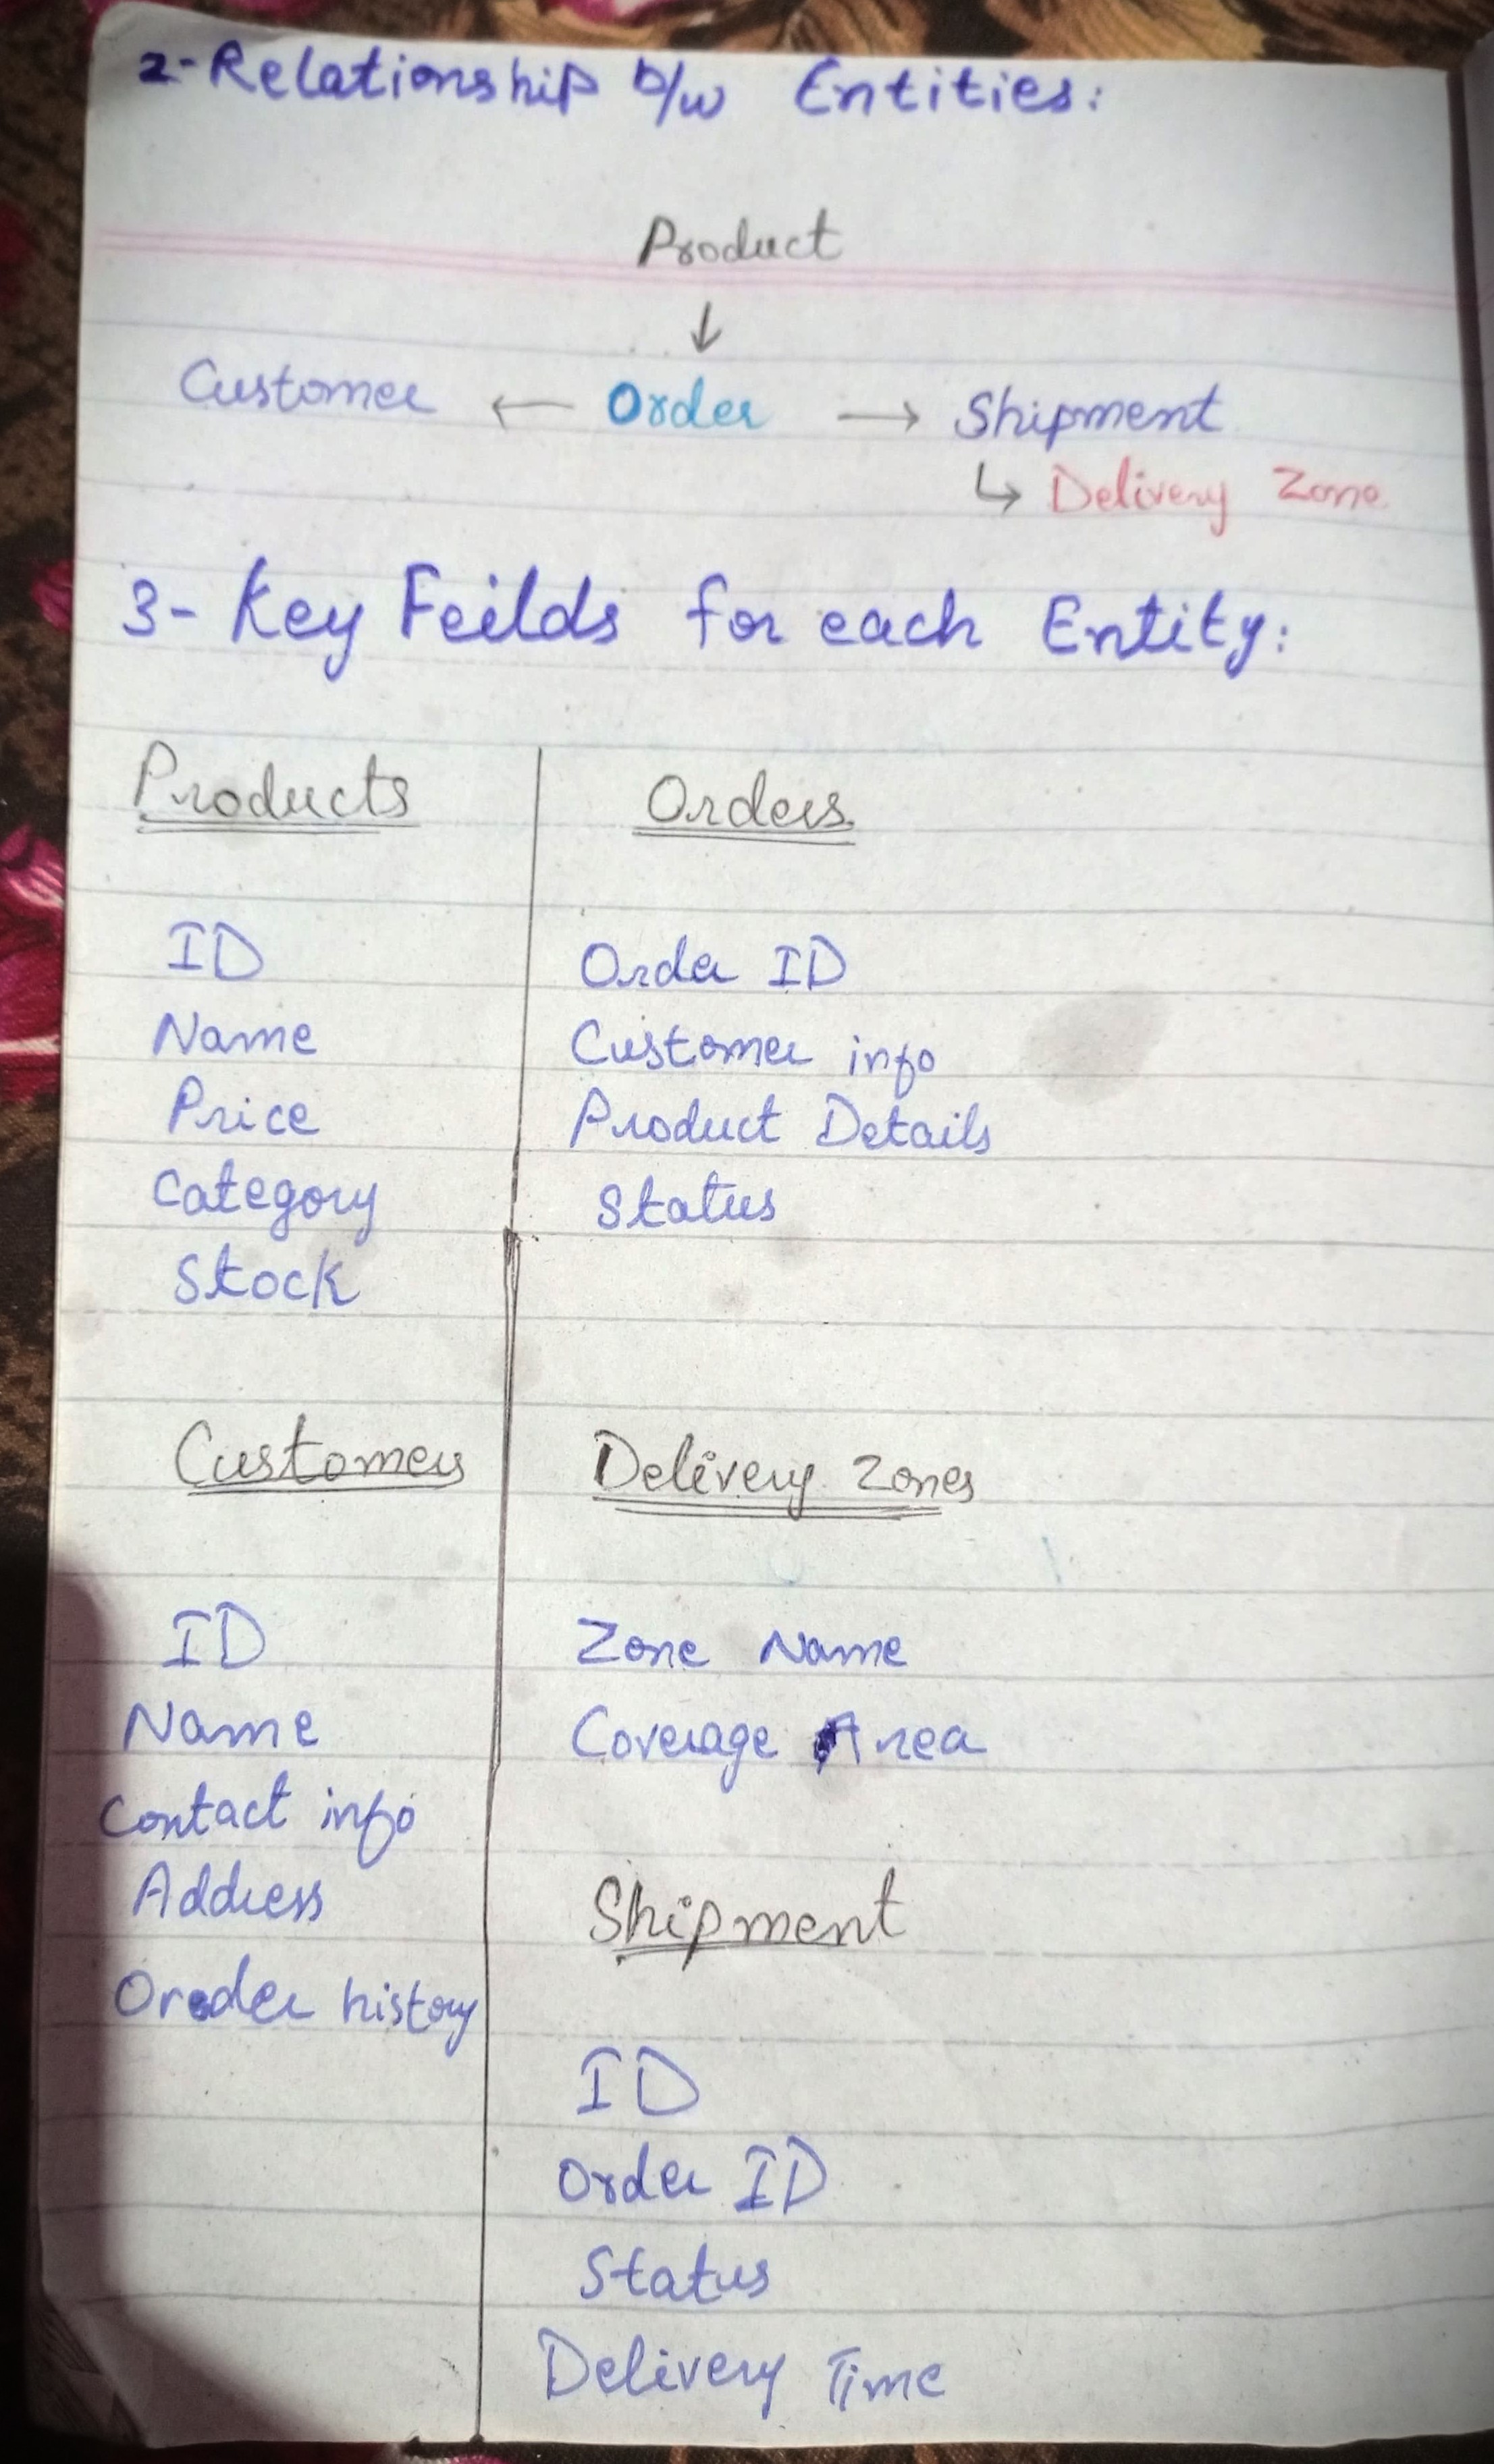 2- Relationship b/w Entities:
Product
↓
Customer ← Order → Shipment
↳ Delivery Zone
3- Key Feilds for each Entity:
Products
ID
Name
Price
Category
Stock
Orders
Order ID
Customer info
Product Details
Status
Customers
ID
Name
Contact info
Address
Order history
Delivery Zones
Zone Name
Coverage Area
Shipment
ID
Order ID
Status
Delivery Time